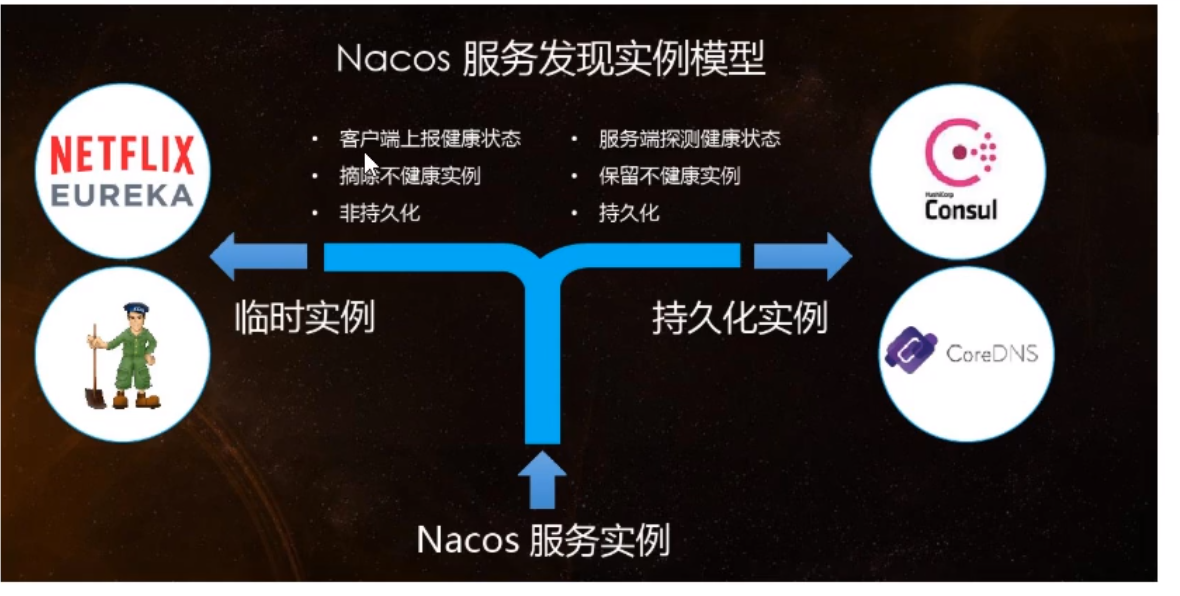 Nacos 服务发现实例模型
NETFLIX
EUREKA
• 客户端上报健康状态
• 摘除不健康实例
• 非持久化
• 服务端探测健康状态
• 保留不健康实例
• 持久化
HashiCorp
Consul
临时实例
持久化实例
CoreDNS
Nacos 服务实例